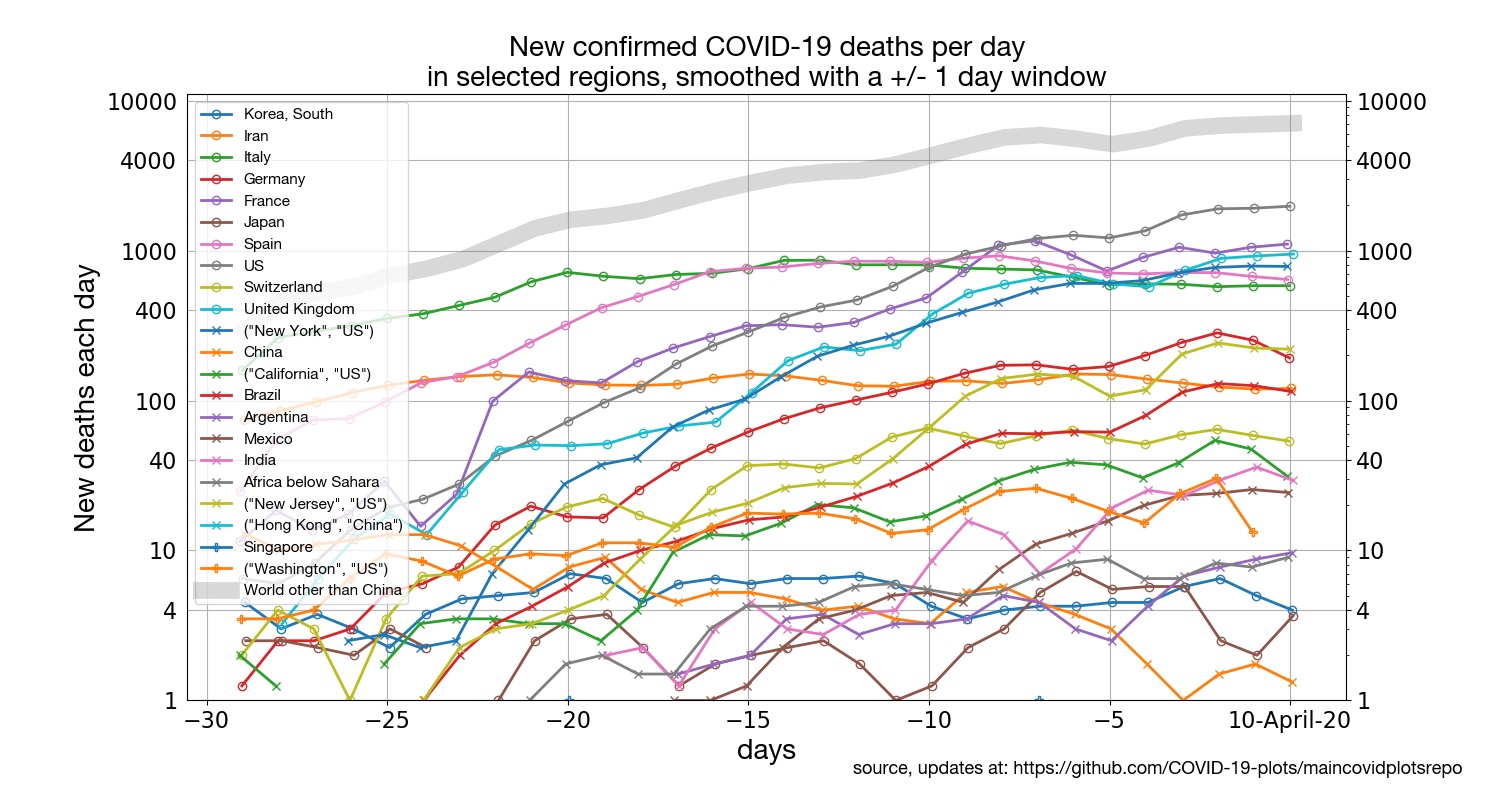 New confirmed COVID-19 deaths per day
in selected regions, smoothed with a +/- 1 day window
10000
4000
1000
400
100
40
10
4
1
New deaths each day
Korea, South
Iran
Italy
Germany
France
Japan
Spain
US
Switzerland
United Kingdom
("New York", "US")
China
("California", "US")
Brazil
Argentina
Mexico
India
Africa below Sahara
("New Jersey", "US")
("Hong Kong", "China")
Singapore
("Washington", "US")
World other than China
10000
4000
1000
400
100
40
10
4
1
−30 −25 −20 −15 −10 −5 10-April-20
days
source, updates at: https://github.com/COVID-19-plots/maincovidplotsrepo